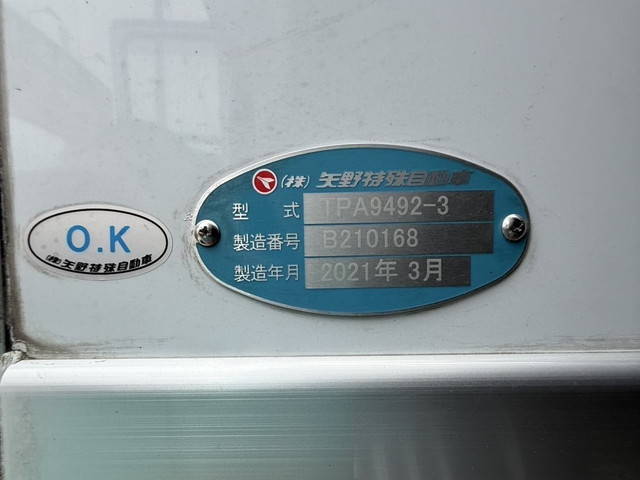 (株) 矢野特殊自動車
型 式 TPA9492-3
製造番号 B210168
製造年月 2021年 3月
O.K
(株)矢野特殊自動車